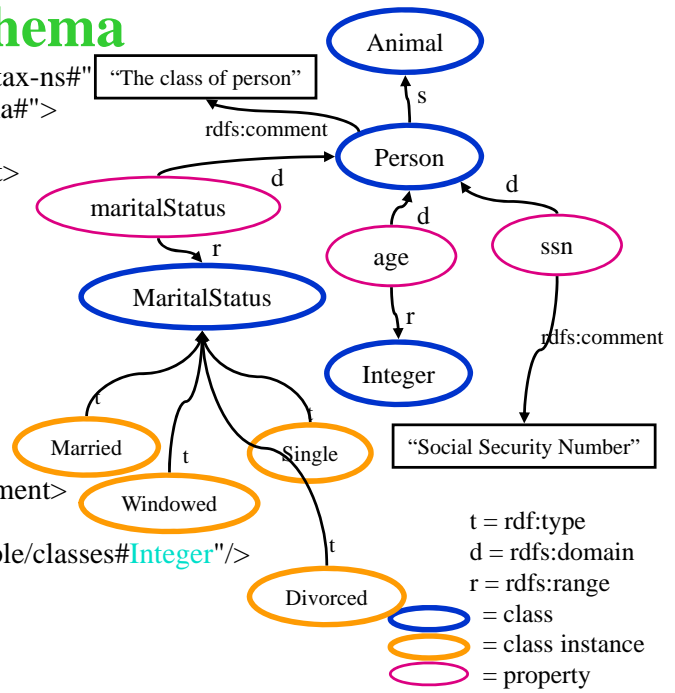 hema
Animal
tax-ns#"
“The class of person”
a#">
s
rdfs:comment
Person
t>
d
d
maritalStatus
d
ssn
r
age
MaritalStatus
r
rdfs:comment
Integer
t
t
Married
Single
“Social Security Number”
t
ment>
Windowed
t = rdf:type
t
d = rdfs:domain
ple/classes#Integer"/>
r = rdfs:range
Divorced
= class
= class instance
= property